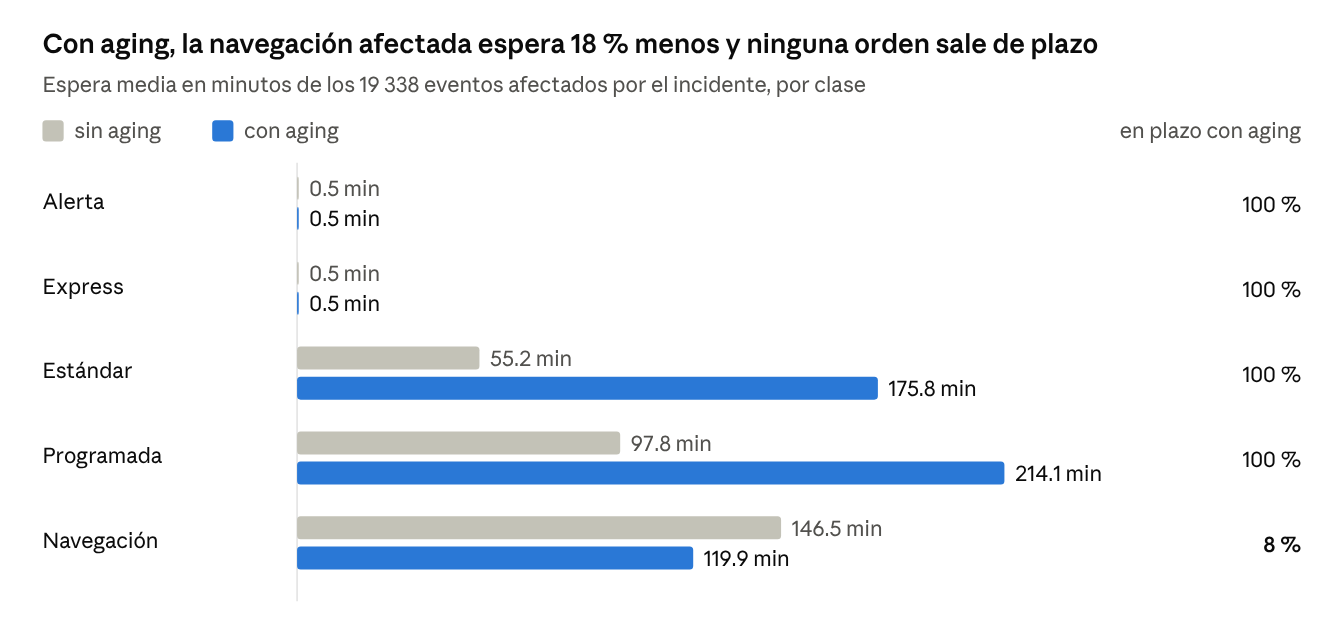 Con aging, la navegación afectada espera 18 % menos y ninguna orden sale de plazo
Espera media en minutos de los 19 338 eventos afectados por el incidente, por clase
sin aging con aging en plazo con aging
Alerta
0.5 min
0.5 min
100 %
Express
0.5 min
0.5 min
100 %
Estándar
55.2 min
175.8 min
100 %
Programada
97.8 min
214.1 min
100 %
Navegación
146.5 min
119.9 min
8 %